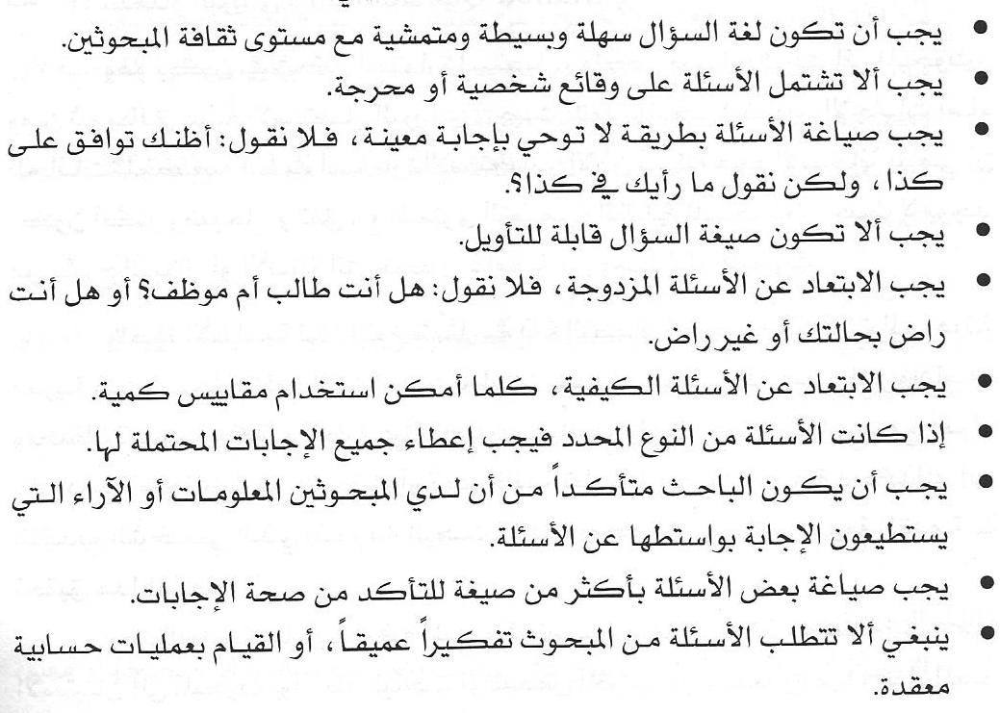 • يجب أن تكون لغة السؤال سهلة وبسيطة ومتمشية مع مستوى ثقافة المبحوثين.
• يجب ألا تشتمل الأسئلة على وقائع شخصية أو محرجة.
• يجب صياغة الأسئلة بطريقة لا توحي بإجابة معينة، فلا نقول: أظنك توافق على
كذا، ولكن نقول ما رأيك في كذا؟.
• يجب ألا تكون صيغة السؤال قابلة للتأويل.
• يجب الابتعاد عن الأسئلة المزدوجة، فلا نقول: هل أنت طالب أم موظف؟ أو هل أنت
راض بحالتك أو غير راض.
• يجب الابتعاد عن الأسئلة الكيفية، كلما أمكن استخدام مقاييس كمية.
• إذا كانت الأسئلة من النوع المحدد فيجب إعطاء جميع الإجابات المحتملة لها.
• يجب أن يكون الباحث متأكداً من أن لدي المبحوثين المعلومات أو الآراء التي
يستطيعون الإجابة بواستطها عن الأسئلة.
• يجب صياغة بعض الأسئلة بأكثر من صيغة للتأكد من صحة الإجابات.
• ينبغي ألا تتطلب الأسئلة من المبحوث تفكيراً عميقاً، أو القيام بعمليات حسابية
معقدة.